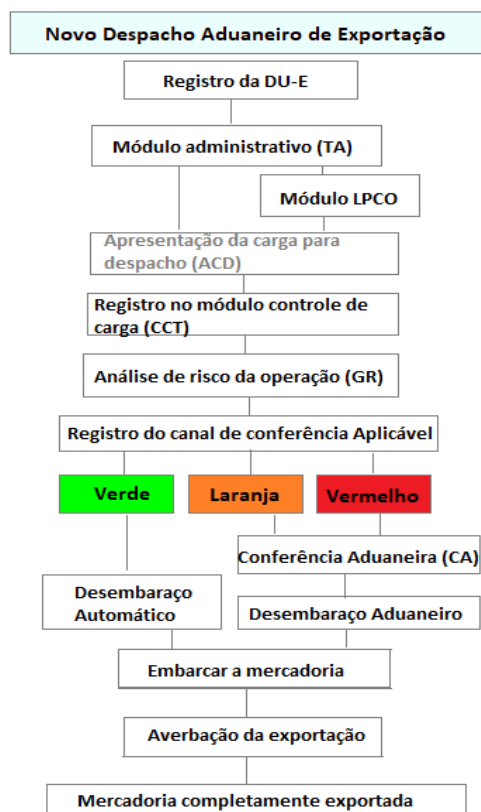 Novo Despacho Aduaneiro de Exportação
Registro da DU-E
Módulo administrativo (TA)
Módulo LPCO
Apresentação da carga para
despacho (ACD)
Registro no módulo controle de
carga (CCT)
Análise de risco da operação (GR)
Registro do canal de conferência Aplicável
Verde
Laranja
Vermelho
Conferência Aduaneira (CA)
Desembaraço
Automático
Desembaraço Aduaneiro
Embarcar a mercadoria
Averbação da exportação
Mercadoria completamente exportada